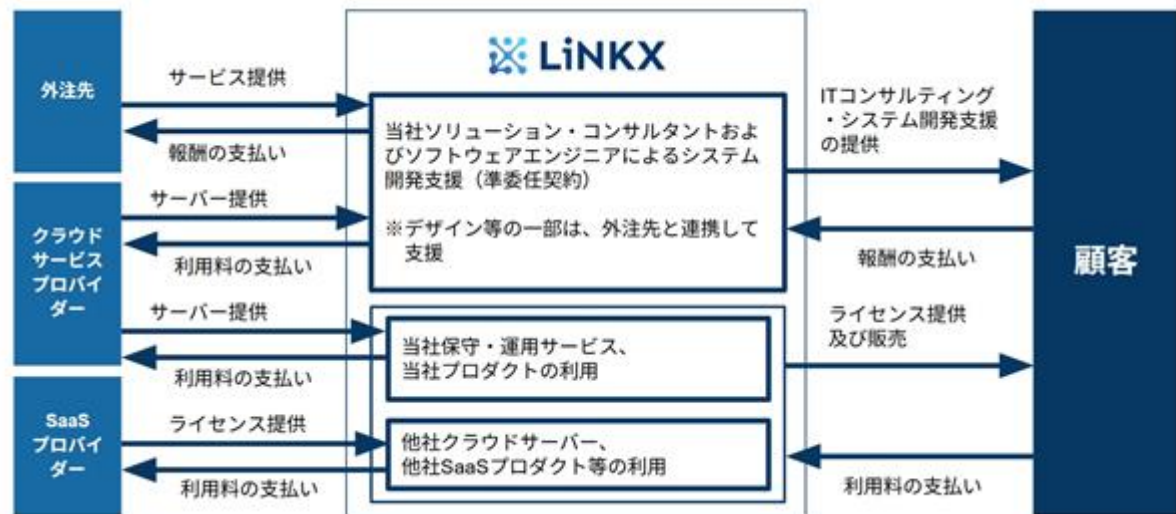 LiNKX
外注先
サービス提供
報酬の支払い
クラウド
サービス
プロバイ
ダー
サーバー提供
利用料の支払い
サーバー提供
利用料の支払い
SaaS
プロバイ
ダー
ライセンス提供
利用料の支払い
当社ソリューション・コンサルタントおよ
びソフトウェアエンジニアによるシステム
開発支援（準委任契約）
※デザイン等の一部は、外注先と連携して
支援
当社保守・運用サービス、
当社プロダクトの利用
他社クラウドサーバー、
他社SaaSプロダクト等の利用
ITコンサルティング
・システム開発支援
の提供
報酬の支払い
ライセンス提供
及び販売
利用料の支払い
顧客